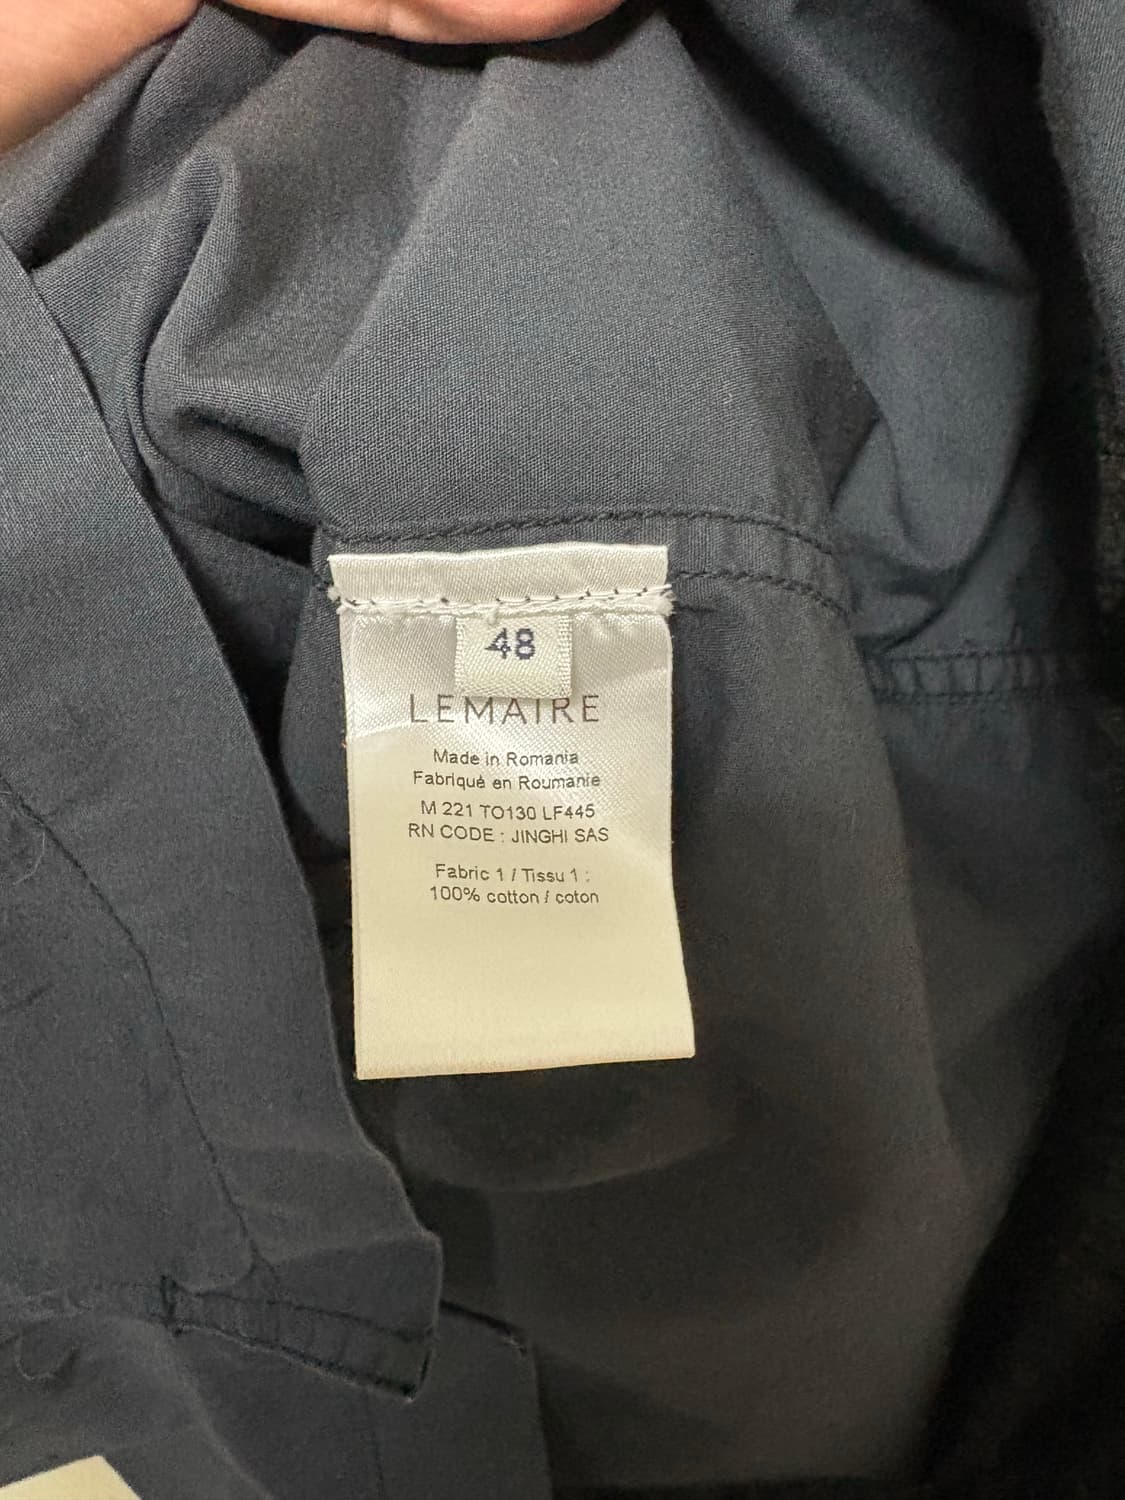 48
LEMAIRE
Made in Romania
Fabriqué en Roumanie
M 221 TO130 LF445
RN CODE : JINGHI SAS
Fabric 1 / Tissu 1 :
100% cotton / coton